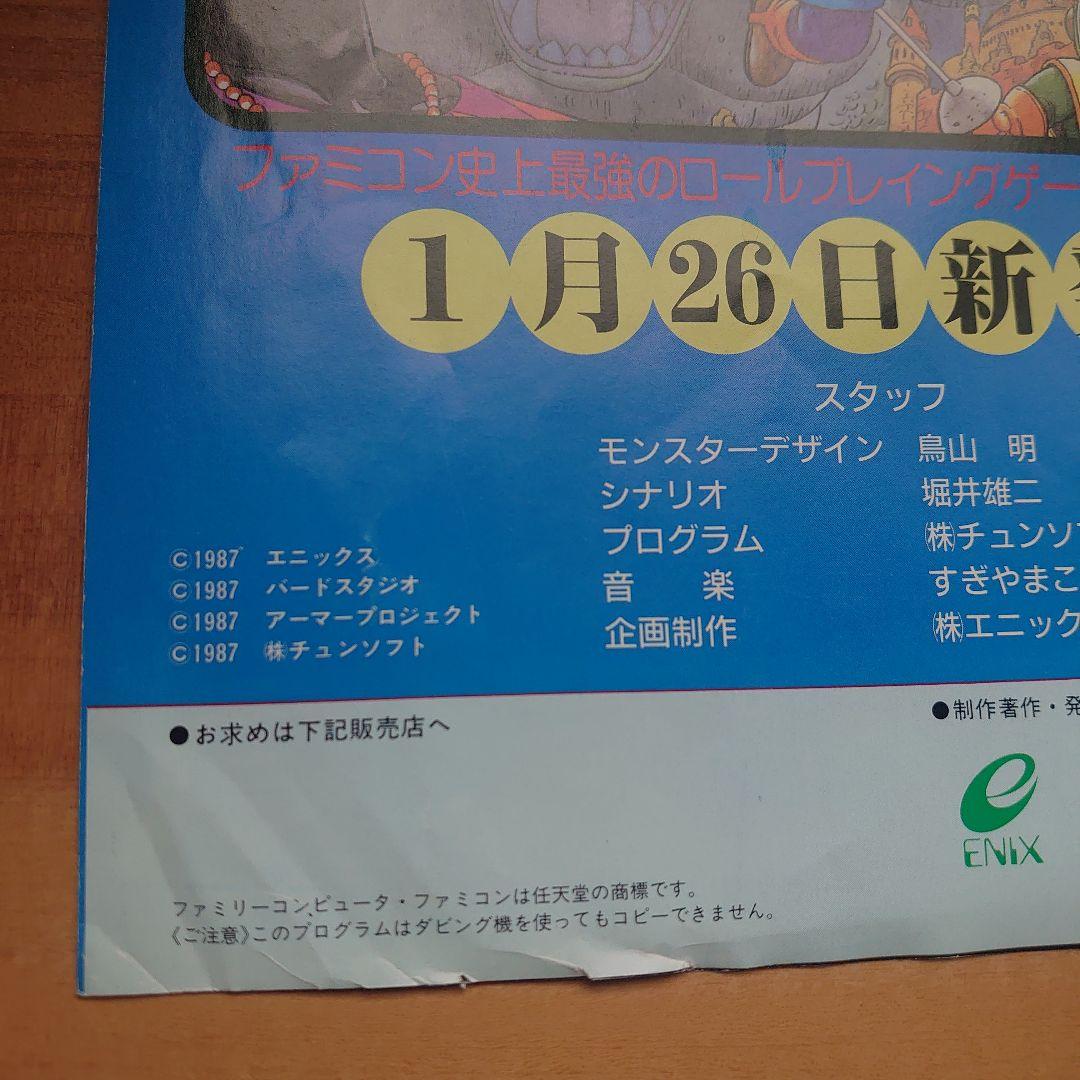 ファミコン史上最強のロールプレイングゲー
1月26日新
スタッフ
モンスターデザイン 鳥山 明
シナリオ 堀井雄二
プログラム ㈱チュンソフ
音 楽 すぎやまこ
企画制作 ㈱エニック
©1987 エニックス
©1987 バードスタジオ
©1987 アーマープロジェクト
©1987 ㈱チュンソフト
●お求めは下記販売店へ
●制作著作・発
ENIX
ファミリーコンピュータ・ファミコンは任天堂の商標です。
《ご注意》このプログラムはダビング機を使ってもコピーできません。